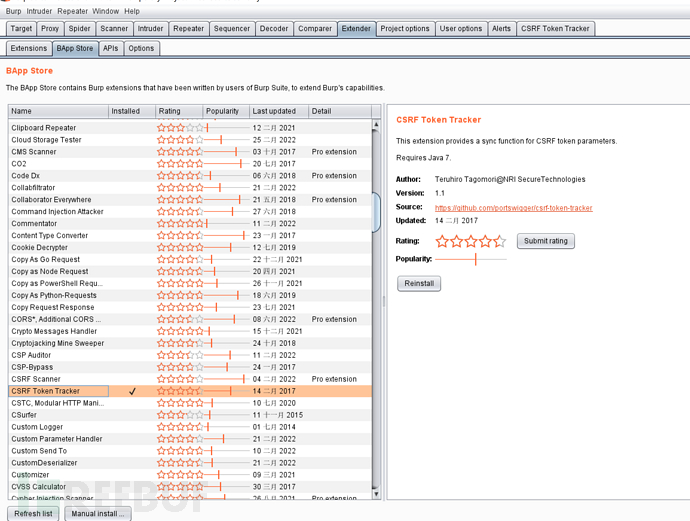 Burp Intruder Repeater Window Help
Target Proxy Spider Scanner Intruder Repeater Sequencer Decoder Comparer Extender Project options User options Alerts CSRF Token Tracker
Extensions BApp Store APIs Options
BApp Store
The BApp Store contains Burp extensions that have been written by users of Burp Suite, to extend Burp's capabilities.
Name Installed Rating Popularity Last updated Detail
Clipboard Repeater 12 二月 2021
Cloud Storage Tester 25 二月 2022
CMS Scanner 03 十月 2017 Pro extension
CO2 20 七月 2017
Code Dx 06 六月 2018 Pro extension
Collabfiltrator 21 二月 2022
Collaborator Everywhere 21 五月 2018 Pro extension
Command Injection Attacker 27 六月 2018
Commentator 11 二月 2022
Content Type Converter 23 一月 2017
Cookie Decrypter 12 七月 2019
Copy As Go Request 22 十二月 2021
Copy as Node Request 20 四月 2021
Copy as PowerShell Requ... 26 十一月 2021
Copy As Python-Requests 18 六月 2019
Copy Request Response 23 七月 2021
CORS*, Additional CORS ... 08 六月 2022 Pro extension
Crypto Messages Handler 15 十二月 2021
Cryptojacking Mine Sweeper 24 十月 2018
CSP Auditor 11 二月 2022
CSP-Bypass 24 一月 2017
CSRF Scanner 04 二月 2022 Pro extension
CSRF Token Tracker ✓ 14 二月 2017
CSTC, Modular HTTP Mani... 10 七月 2020
CSurfer 11 十一月 2015
Custom Logger 01 七月 2014
Custom Parameter Handler 21 二月 2022
Custom Send To 10 二月 2022
CustomDeserializer 21 二月 2022
Customizer 09 三月 2021
CVSS Calculator 30 三月 2017
Cypher Injection Scanner 26 八月 2021 Pro extension
Refresh list Manual install ...
CSRF Token Tracker
This extension provides a sync function for CSRF token parameters.
Requires Java 7.
Author: Teruhiro Tagomori@NRI SecureTechnologies
Version: 1.1
Source: https://github.com/portswigger/csrf-token-tracker
Updated: 14 二月 2017
Rating: Submit rating
Popularity:
Reinstall
REEBUF